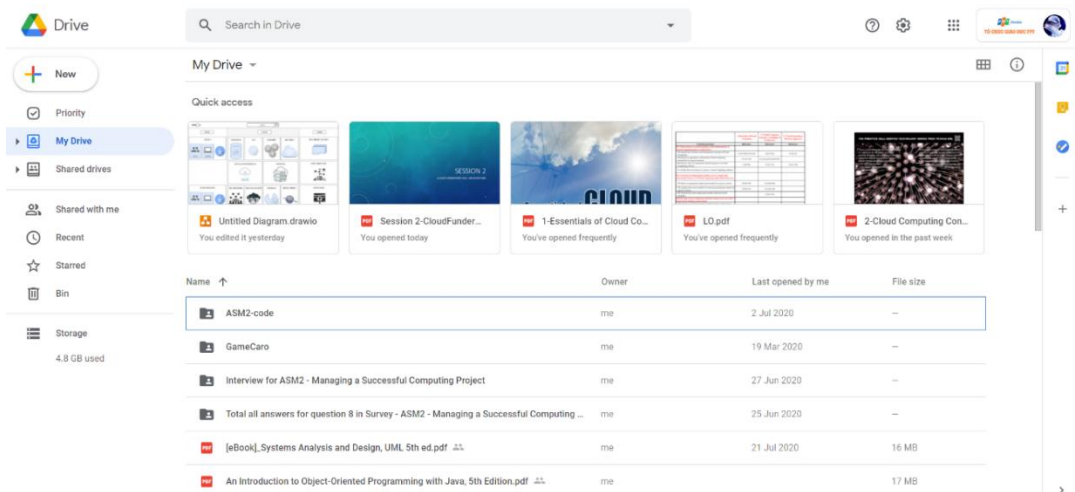 Drive
Search in Drive
TỔ CHỨC GIÁO DỤC FPT
New
My Drive
Priority
Quick access
My Drive
Shared drives
SESSION 2
CLOUD
Shared with me
Untitled Diagram.drawio
Session 2-CloudFunder...
1-Essentials of Cloud Co...
LO.pdf
2-Cloud Computing Con...
You edited it yesterday
You opened today
You've opened frequently
You've opened frequently
You opened in the past week
Recent
Starred
Bin
Name
Owner
Last opened by me
File size
ASM2-code
me
2 Jul 2020
—
Storage
4.8 GB used
GameCaro
me
19 Mar 2020
—
Interview for ASM2 - Managing a Successful Computing Project
me
27 Jun 2020
—
Total all answers for question 8 in Survey - ASM2 - Managing a Successful Computing ...
me
25 Jun 2020
—
PDF
[eBook]_Systems Analysis and Design, UML 5th ed.pdf
me
21 Jul 2020
16 MB
PDF
An Introduction to Object-Oriented Programming with Java, 5th Edition.pdf
me
17 MB